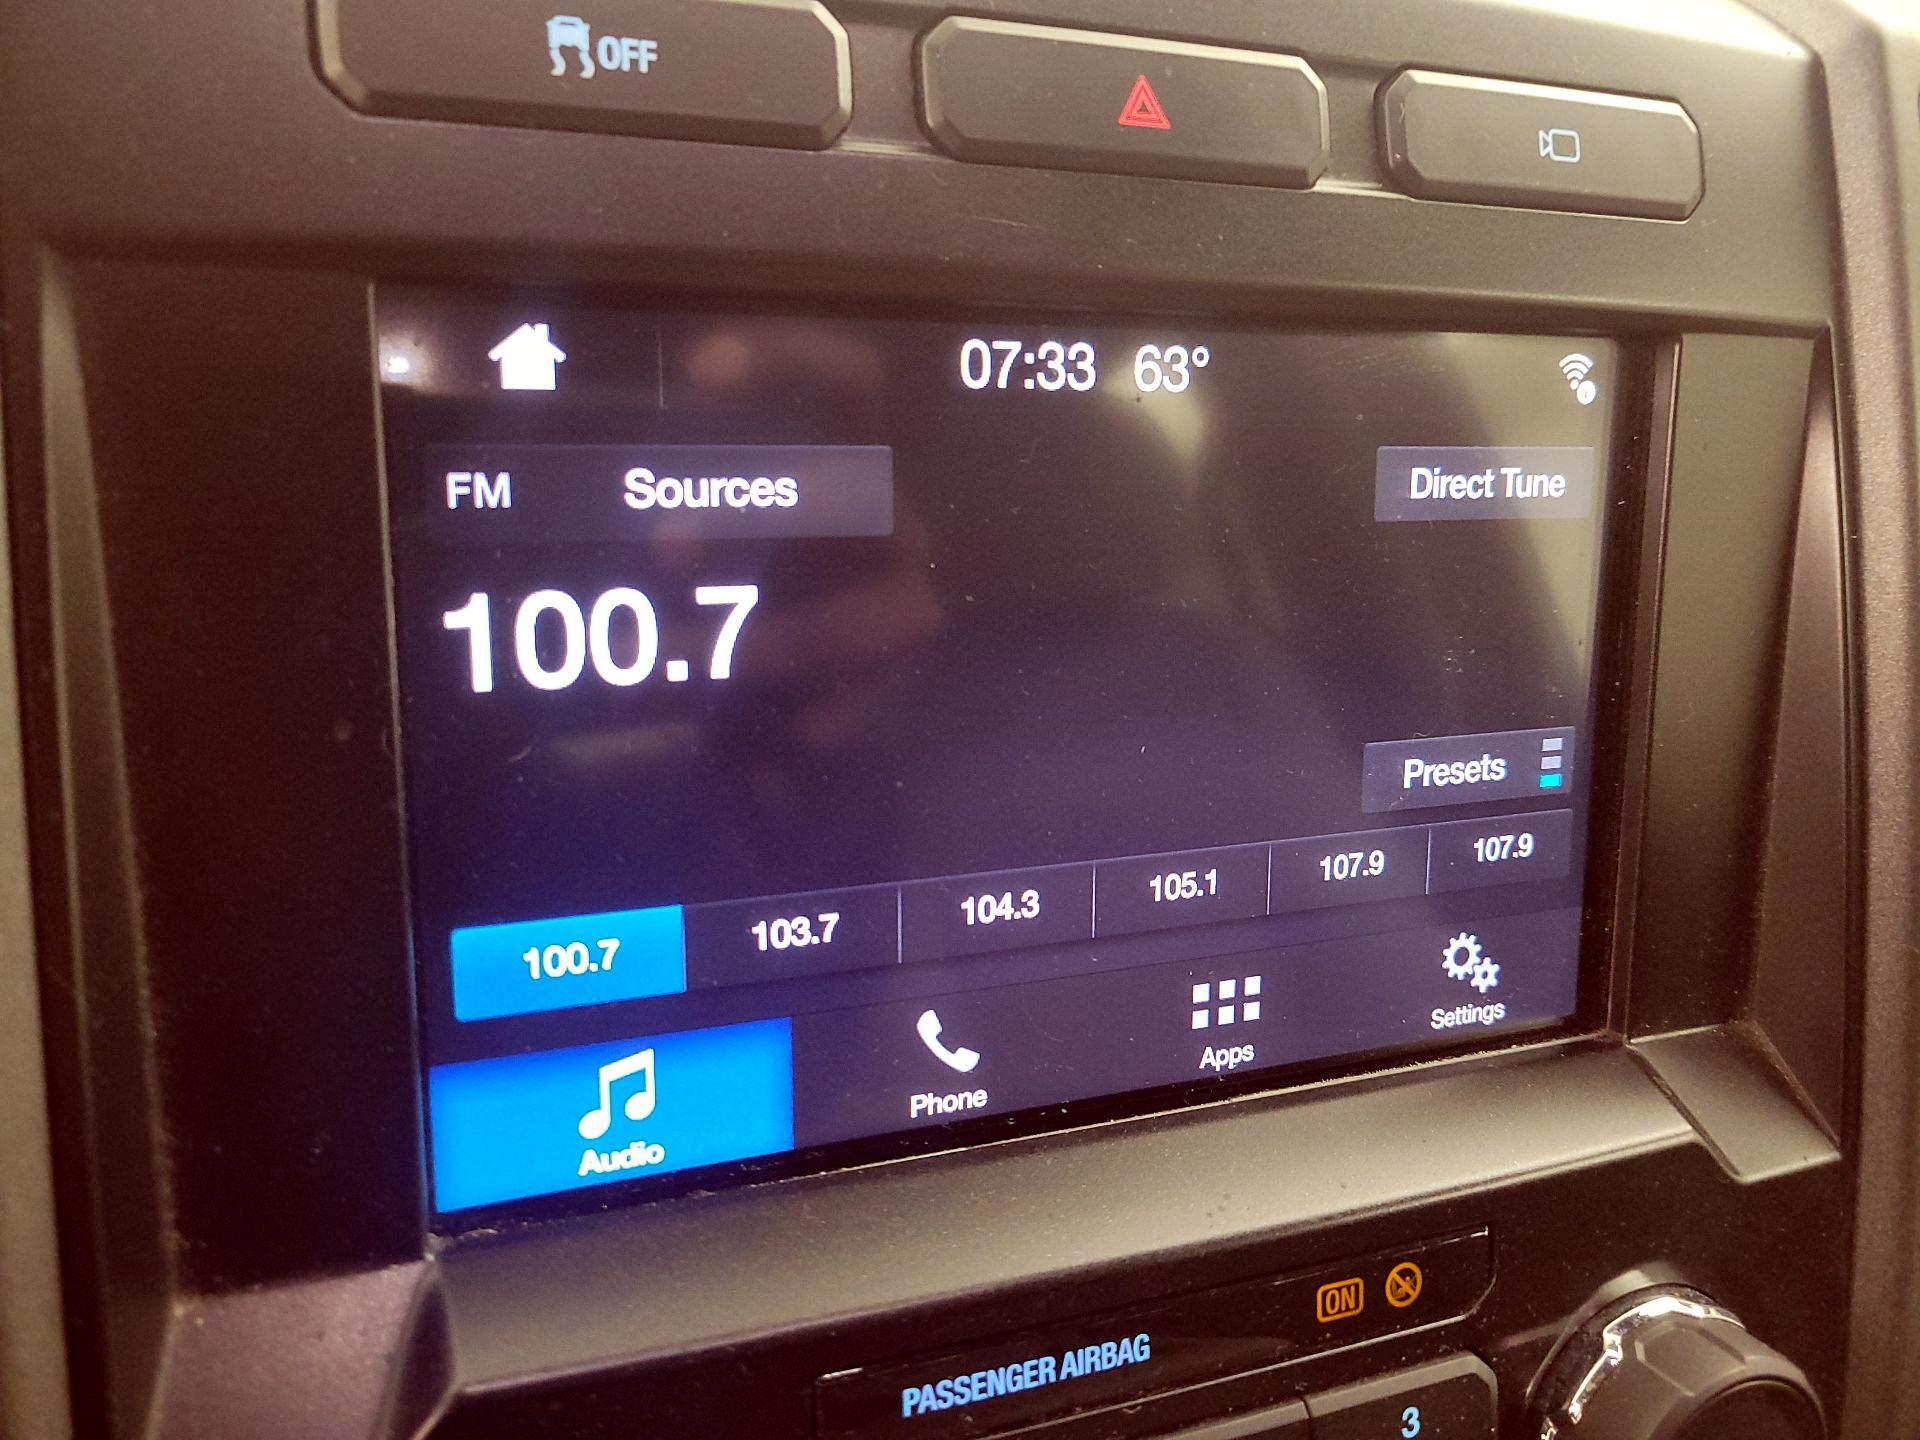 OFF
07:33 63°
FM Sources Direct Tune
100.7
Presets
100.7 103.7 104.3 105.1 107.9 107.9
Audio Phone Apps Settings
ON
PASSENGER AIRBAG
3